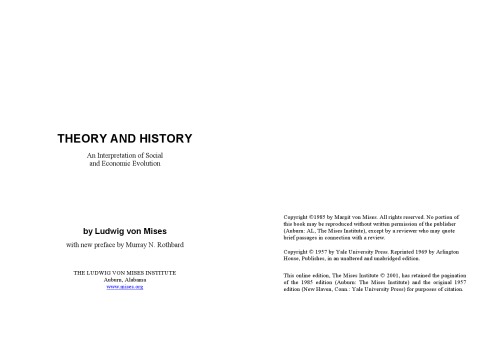 THEORY AND HISTORY
An Interpretation of Social
and Economic Evolution
by Ludwig von Mises
with new preface by Murray N. Rothbard
THE LUDWIG VON MISES INSTITUTE
Auburn, Alabama
www.mises.org
Copyright ©1985 by Margit von Mises. All rights reserved. No portion of
this book may be reproduced without written permission of the publisher
(Auburn: AL, The Mises Institute), except by a reviewer who may quote
brief passages in connection with a review.
Copyright © 1957 by Yale University Press. Reprinted 1969 by Arlington
House, Publisher, in an unaltered and unabridged edition.
This online edition, The Mises Institute © 2001, has retained the pagination
of the 1985 edition (Auburn: The Mises Institute) and the original 1957
edition (New Haven, Conn.: Yale University Press) for purposes of citation.